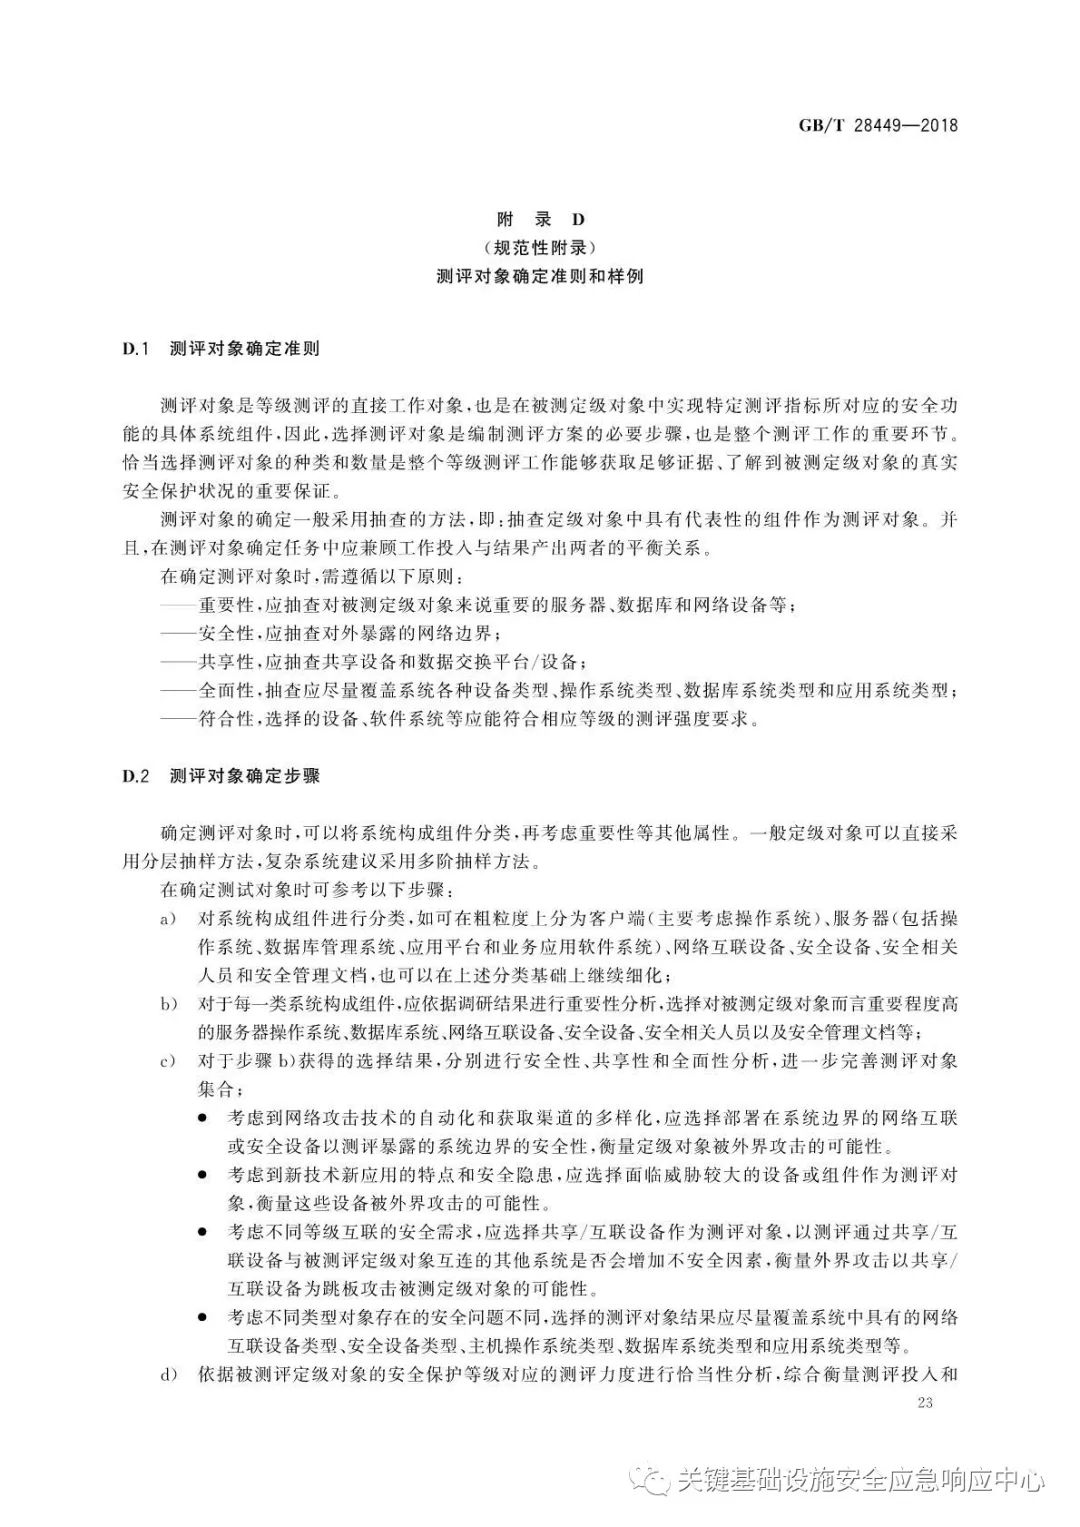 GB/T 28449—2018
附 录 D
（规范性附录）
测评对象确定准则和样例
D.1 测评对象确定准则
测评对象是等级测评的直接工作对象,也是在被测定级对象中实现特定测评指标所对应的安全功
能的具体系统组件,因此,选择测评对象是编制测评方案的必要步骤,也是整个测评工作的重要环节。
恰当选择测评对象的种类和数量是整个等级测评工作能够获取足够证据、了解到被测定级对象的真实
安全保护状况的重要保证。
测评对象的确定一般采用抽查的方法,即:抽查定级对象中具有代表性的组件作为测评对象。并
且,在测评对象确定任务中应兼顾工作投入与结果产出两者的平衡关系。
在确定测评对象时,需遵循以下原则:
——重要性,应抽查对被测定级对象来说重要的服务器、数据库和网络设备等;
——安全性,应抽查对外暴露的网络边界;
——共享性,应抽查共享设备和数据交换平台/设备;
——全面性,抽查应尽量覆盖系统各种设备类型、操作系统类型、数据库系统类型和应用系统类型;
——符合性,选择的设备、软件系统等应能符合相应等级的测评强度要求。
D.2 测评对象确定步骤
确定测评对象时,可以将系统构成组件分类,再考虑重要性等其他属性。一般定级对象可以直接采
用分层抽样方法,复杂系统建议采用多阶抽样方法。
在确定测试对象时可参考以下步骤:
a) 对系统构成组件进行分类,如可在粗粒度上分为客户端(主要考虑操作系统)、服务器(包括操
作系统、数据库管理系统、应用平台和业务应用软件系统)、网络互联设备、安全设备、安全相关
人员和安全管理文档,也可以在上述分类基础上继续细化;
b) 对于每一类系统构成组件,应依据调研结果进行重要性分析,选择对被测定级对象而言重要程度高
的服务器操作系统、数据库系统、网络互联设备、安全设备、安全相关人员以及安全管理文档等;
c) 对于步骤 b)获得的选择结果,分别进行安全性、共享性和全面性分析,进一步完善测评对象
集合;
● 考虑到网络攻击技术的自动化和获取渠道的多样化,应选择部署在系统边界的网络互联
或安全设备以测评暴露的系统边界的安全性,衡量定级对象被外界攻击的可能性。
● 考虑到新技术新应用的特点和安全隐患,应选择面临威胁较大的设备或组件作为测评对
象,衡量这些设备被外界攻击的可能性。
● 考虑不同等级互联的安全需求,应选择共享/互联设备作为测评对象,以测评通过共享/互
联设备与被测评定级对象互连的其他系统是否会增加不安全因素,衡量外界攻击以共享/
互联设备为跳板攻击被测定级对象的可能性。
● 考虑不同类型对象存在的安全问题不同,选择的测评对象结果应尽量覆盖系统中具有的网络
互联设备类型、安全设备类型、主机操作系统类型、数据库系统类型和应用系统类型等。
d) 依据被测评定级对象的安全保护等级对应的测评力度进行恰当性分析,综合衡量测评投入和
23
关键基础设施安全应急响应中心